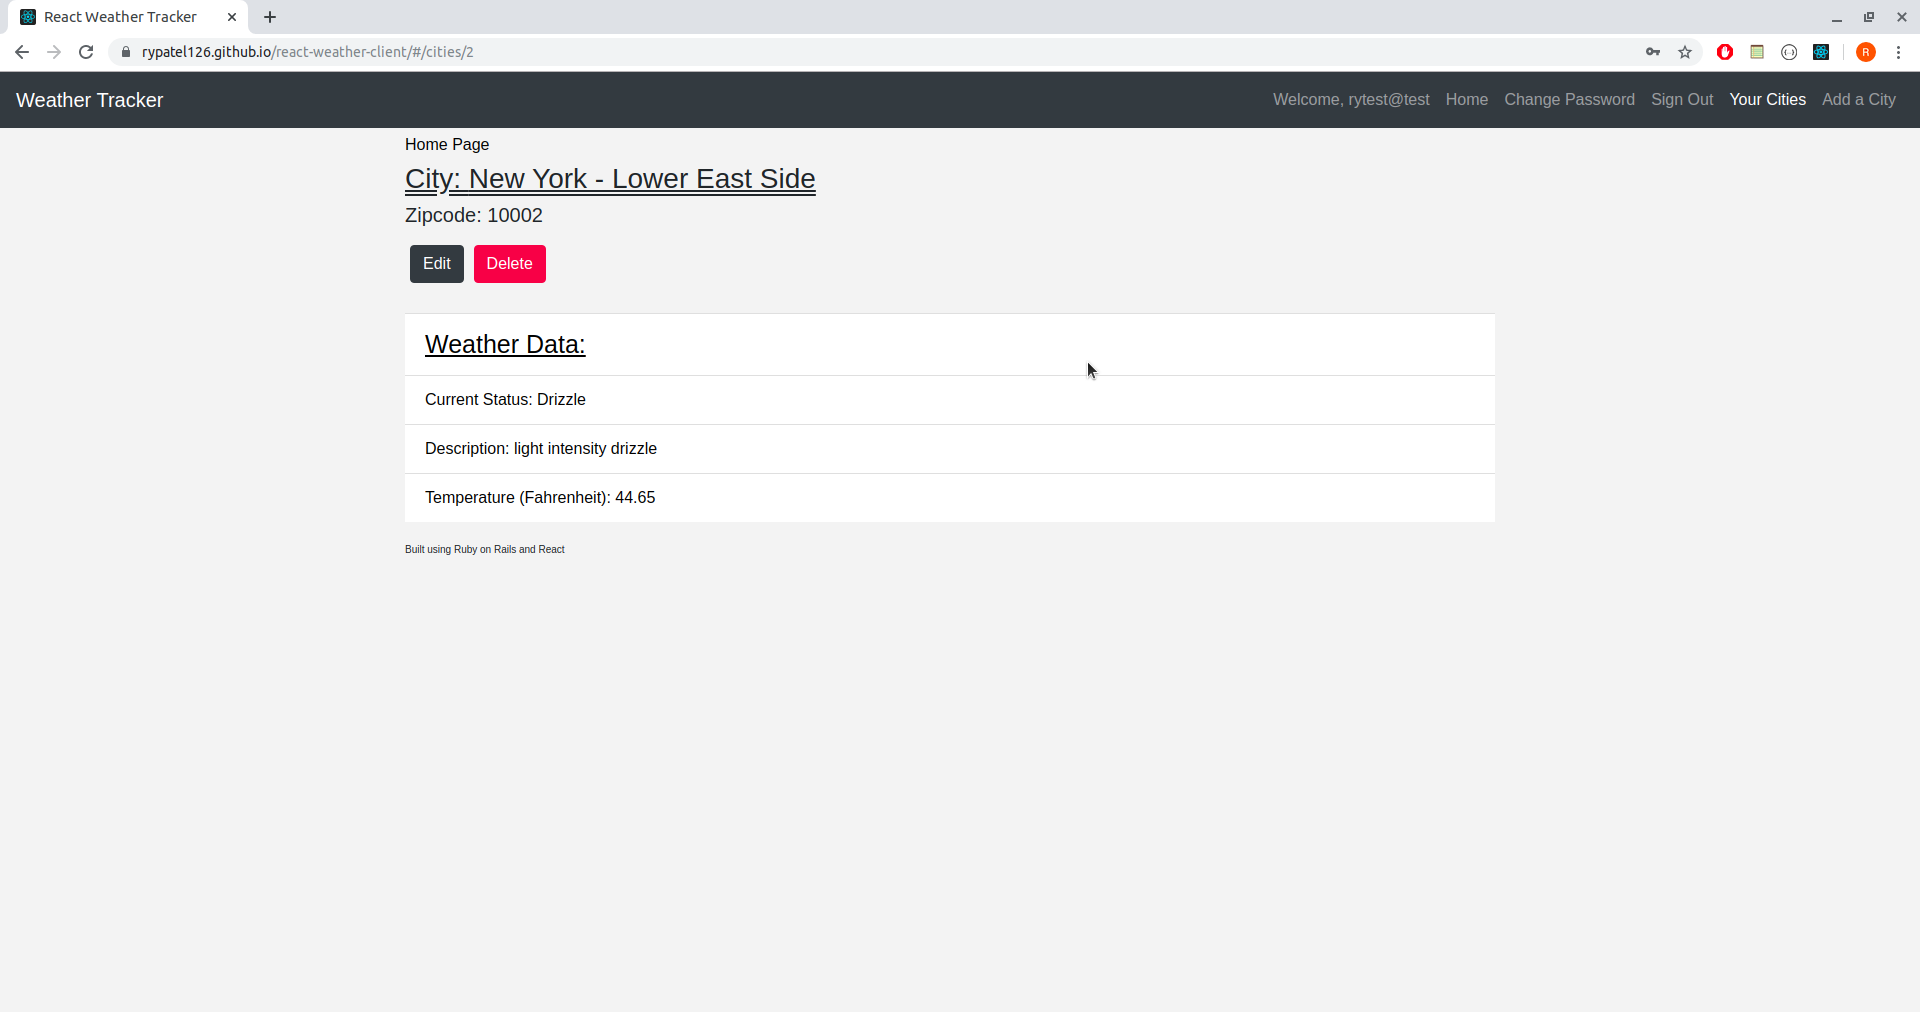 React Weather Tracker
rypatel126.github.io/react-weather-client/#/cities/2
R
Weather Tracker
Welcome, rytest@test Home Change Password Sign Out Your Cities Add a City
Home Page
City: New York - Lower East Side
Zipcode: 10002
Edit Delete
Weather Data:
Current Status: Drizzle
Description: light intensity drizzle
Temperature (Fahrenheit): 44.65
Built using Ruby on Rails and React